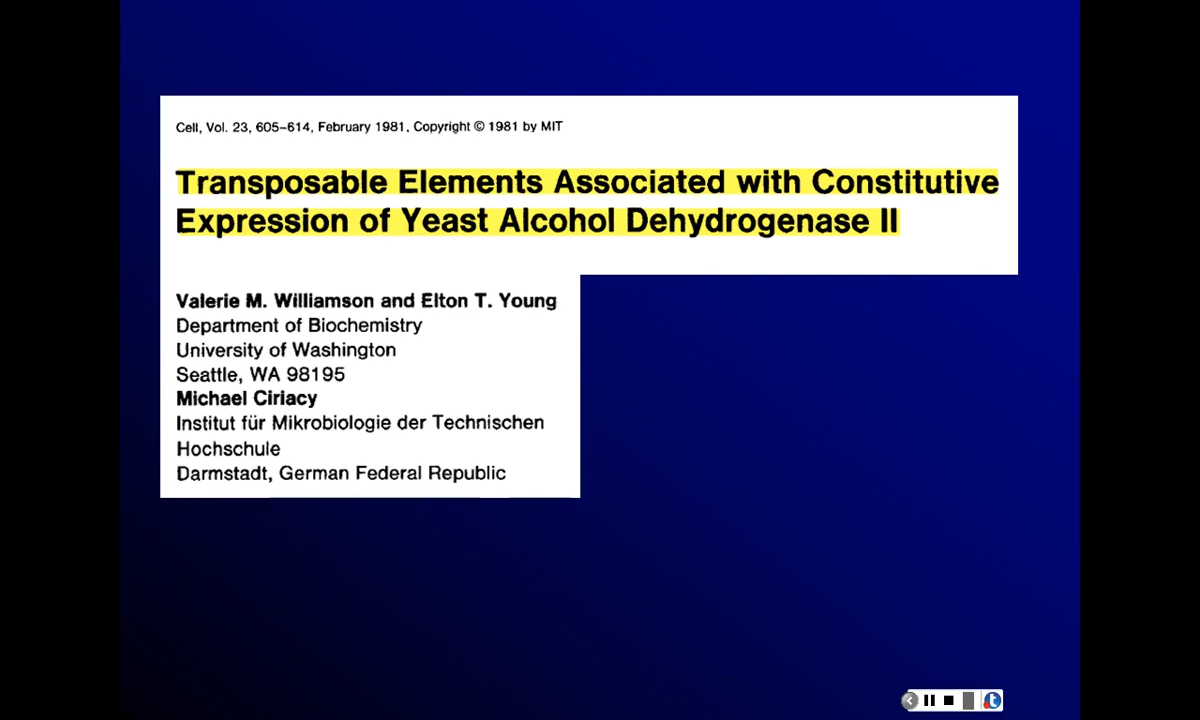 Cell, Vol. 23, 605–614, February 1981, Copyright © 1981 by MIT
Transposable Elements Associated with Constitutive
Expression of Yeast Alcohol Dehydrogenase II
Valerie M. Williamson and Elton T. Young
Department of Biochemistry
University of Washington
Seattle, WA 98195
Michael Ciriacy
Institut für Mikrobiologie der Technischen
Hochschule
Darmstadt, German Federal Republic
t